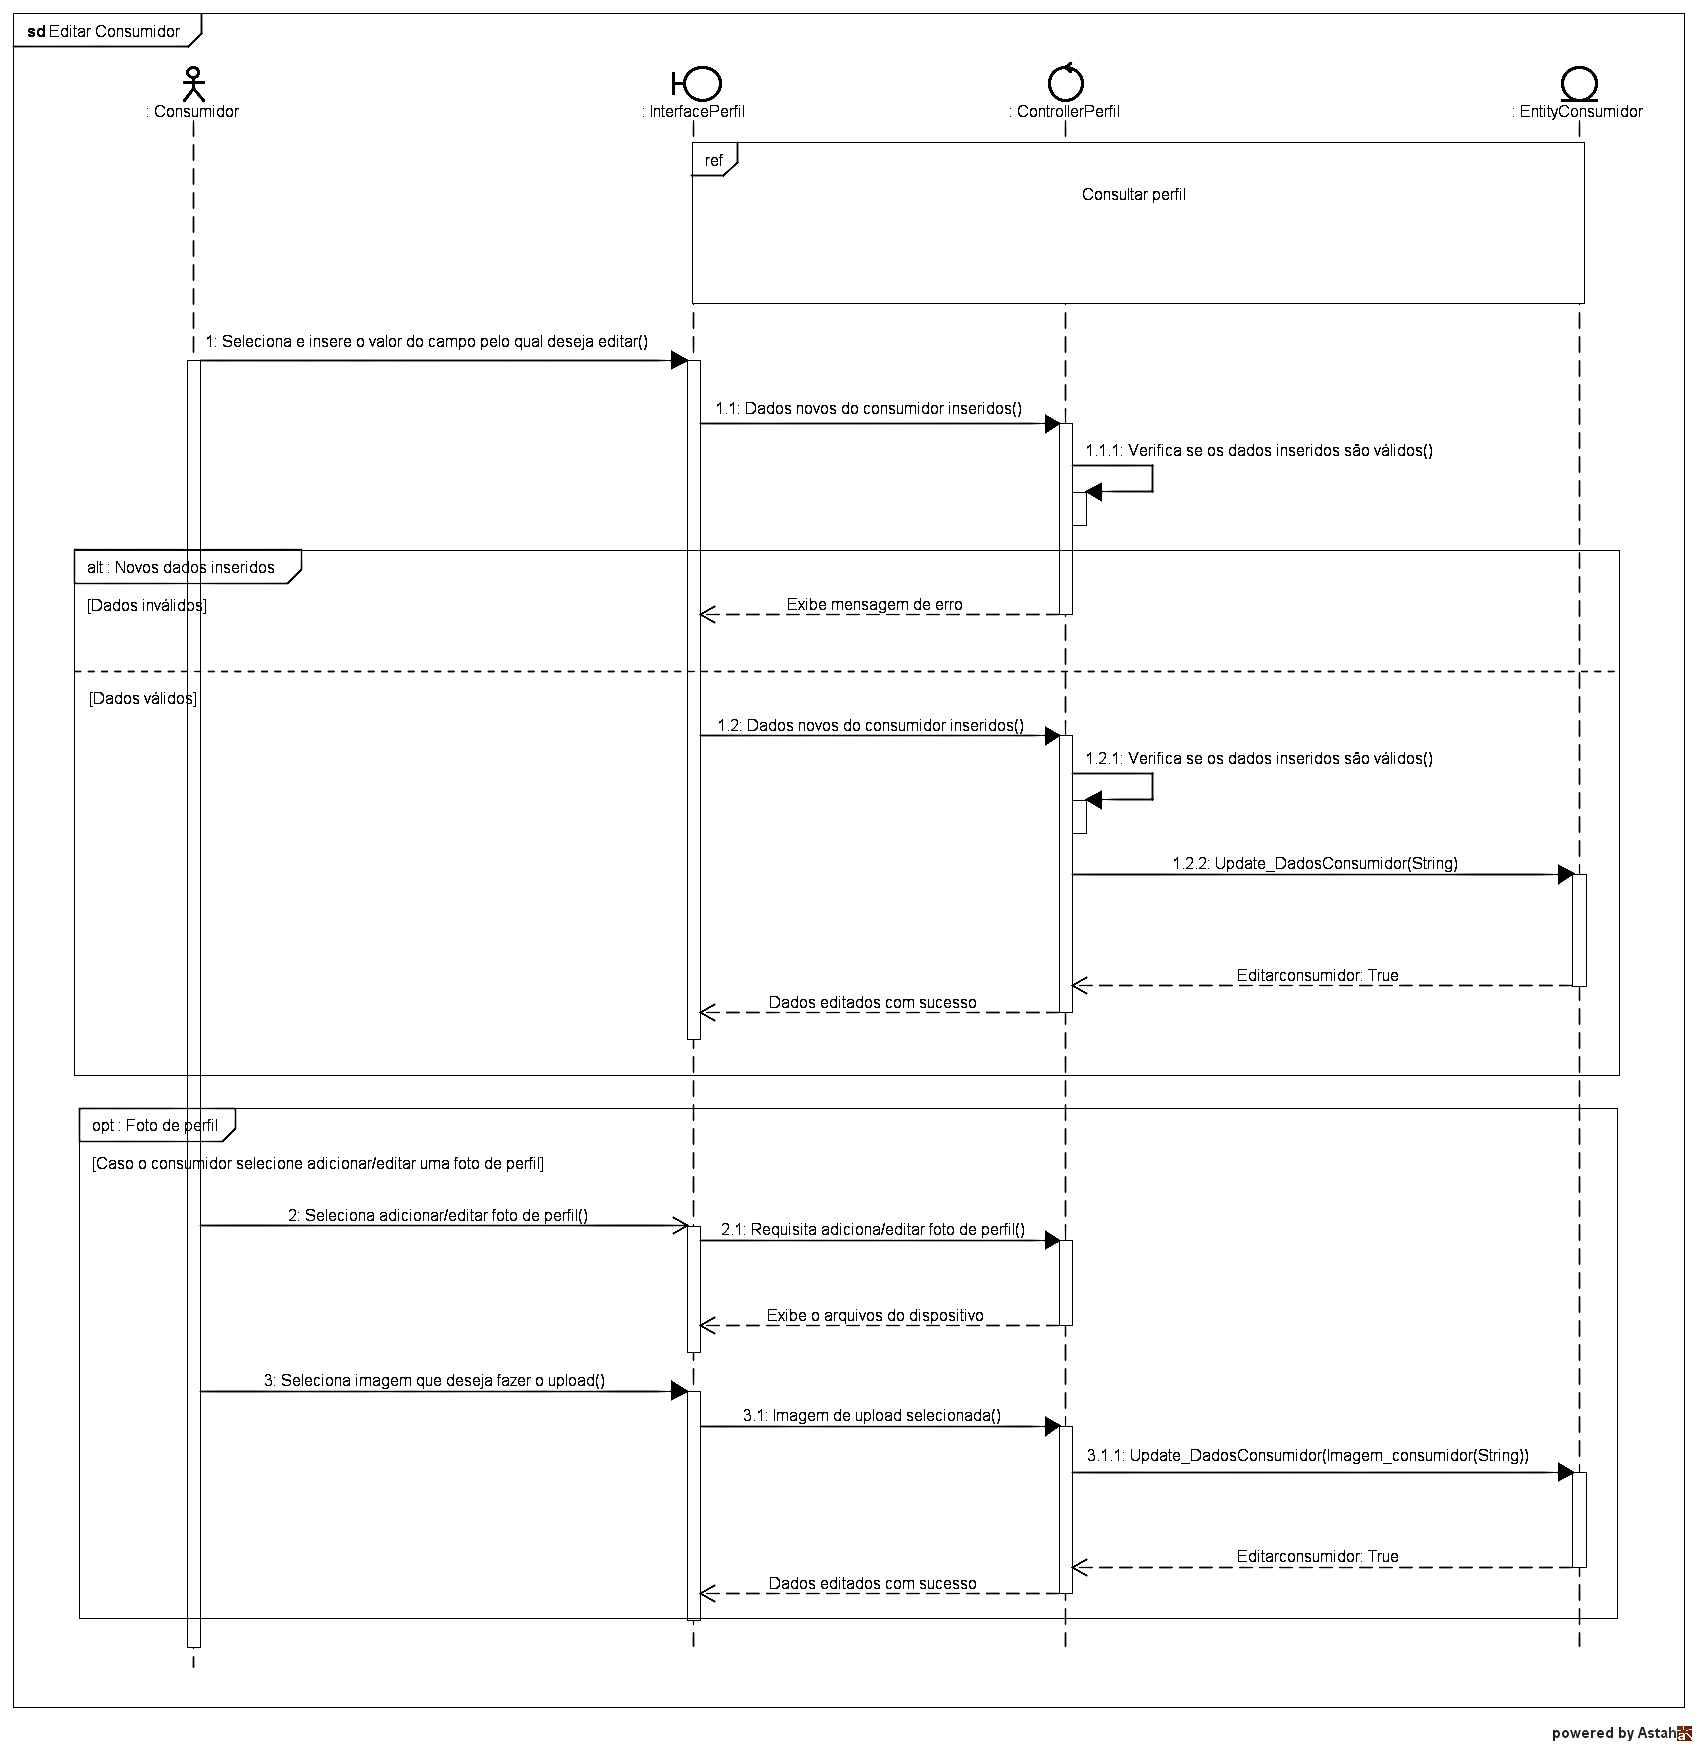 sd Editar Consumidor
: Consumidor
: InterfacePerfil
: ControllerPerfil
: EntityConsumidor
ref
Consultar perfil
1: Seleciona e insere o valor do campo pelo qual deseja editar()
1.1: Dados novos do consumidor inseridos()
1.1.1: Verifica se os dados inseridos são válidos()
alt : Novos dados inseridos
[Dados inválidos]
Exibe mensagem de erro
[Dados válidos]
1.2: Dados novos do consumidor inseridos()
1.2.1: Verifica se os dados inseridos são válidos()
1.2.2: Update_DadosConsumidor(String)
Editarconsumidor: True
Dados editados com sucesso
opt : Foto de perfil
[Caso o consumidor selecione adicionar/editar uma foto de perfil]
2: Seleciona adicionar/editar foto de perfil()
2.1: Requisita adiciona/editar foto de perfil()
Exibe o arquivos do dispositivo
3: Seleciona imagem que deseja fazer o upload()
3.1: Imagem de upload selecionada()
3.1.1: Update_DadosConsumidor(Imagem_consumidor(String))
Editarconsumidor: True
Dados editados com sucesso
powered by Astah